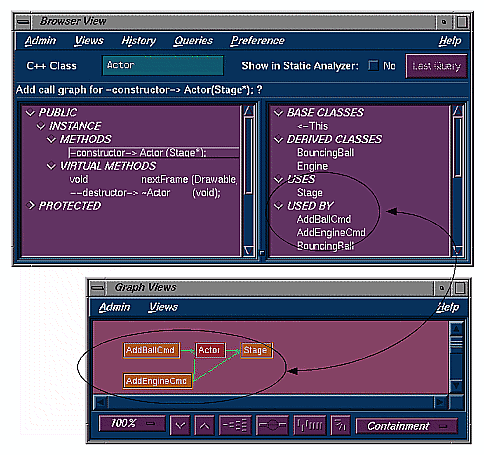 Browser View
Admin Views History Queries Preference Help
C++ Class Actor Show in Static Analyzer: No Last Query
Add call graph for ~constructor~> Actor(Stage*); ?
PUBLIC
INSTANCE
METHODS
~constructor~> Actor (Stage*);
VIRTUAL METHODS
void nextFrame (Drawable,
~~destructor~> ~Actor (void);
PROTECTED
BASE CLASSES
<~This
DERIVED CLASSES
BouncingBall
Engine
USES
Stage
USED BY
AddBallCmd
AddEngineCmd
BouncingBall
Graph Views
Admin Views Help
AddBallCmd Actor Stage
AddEngineCmd
100% Containment